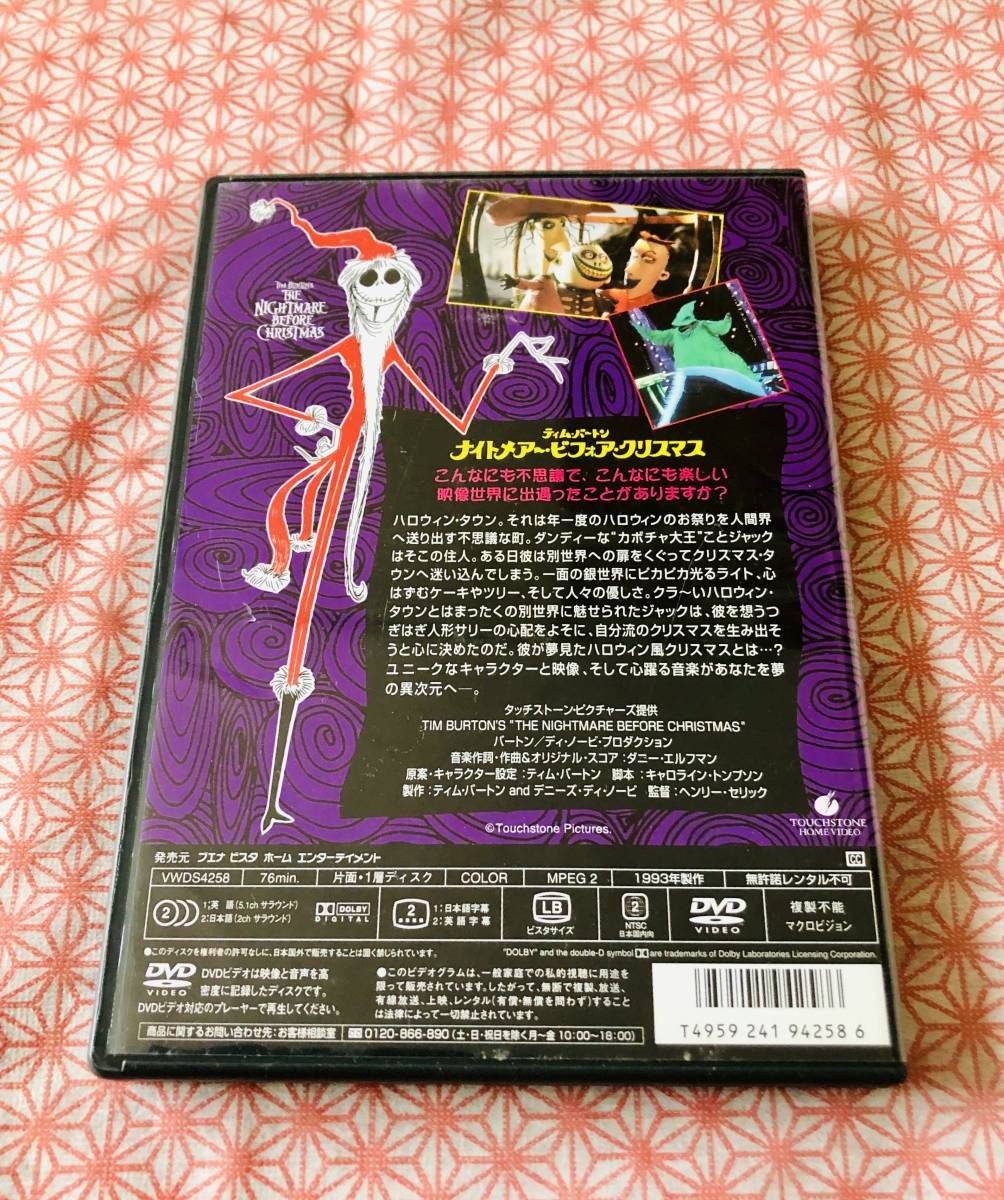 TIM BURTON'S
THE
NIGHTMARE
BEFORE
CHRISTMAS
ティム・バートン
ナイトメアー・ビフォア・クリスマス
こんなにも不思議で、こんなにも楽しい
映像世界に出逢ったことがありますか?
ハロウィン・タウン。それは年一度のハロウィンのお祭りを人間界
へ送り出す不思議な町。ダンディーな“カボチャ大王”ことジャック
はそこの住人。ある日彼は別世界への扉をくぐってクリスマス・タ
ウンへ迷い込んでしまう。一面の銀世界にピカピカ光るライト、心
はずむケーキやツリー、そして人々の優しさ。クラ〜いハロウィン・
タウンとはまったくの別世界に魅せられたジャックは、彼を想うつ
ぎはぎ人形サリーの心配をよそに、自分流のクリスマスを生み出そ
うと心に決めたのだ。彼が夢見たハロウィン風クリスマスとは…?
ユニークなキャラクターと映像、そして心躍る音楽があなたを夢
の異次元へ―。
タッチストーン・ピクチャーズ提供
TIM BURTON'S "THE NIGHTMARE BEFORE CHRISTMAS"
バートン/ディ・ノービ・プロダクション
音楽作詞・作曲&オリジナル・スコア:ダニー・エルフマン
原案・キャラクター設定:ティム・バートン 脚本:キャロライン・トンプソン
製作:ティム・バートン and デニーズ・ディ・ノービ 監督:ヘンリー・セリック
©Touchstone Pictures.
TOUCHSTONE
HOME VIDEO
発売元 ブエナ ビスタ ホーム エンターテイメント
CC
VWDS4258 76min. 片面・1層ディスク COLOR MPEG 2 1993年製作 無許諾レンタル不可
2 1:英語(5.1ch サラウンド)
2:日本語(2ch サラウンド)
DOLBY
DIGITAL
2 1:日本語字幕
2:英語字幕
LB
ビスタサイズ
2
NTSC
日本国内向
DVD
VIDEO
複製不能
マクロビジョン
●このディスクを権利者の許可なしに、日本国外で販売することは固く禁じられています。
"DOLBY" and the double-D symbol are trademarks of Dolby Laboratories Licensing Corporation.
DVD
VIDEO
DVDビデオは映像と音声を高
密度に記録したディスクです。
DVDビデオ対応のプレーヤーで再生してください。
●このビデオグラムは、一般家庭での私的視聴に用途を
限って販売されています。したがって、無断で複製、放送、
有線放送、上映、レンタル(有償・無償を問わず)すること
は法律によって一切禁止されています。
商品に関するお問い合わせ先:お客様相談室 0120-866-890(土・日・祝日を除く月〜金 10:00〜18:00)
T4959 241 94258 6